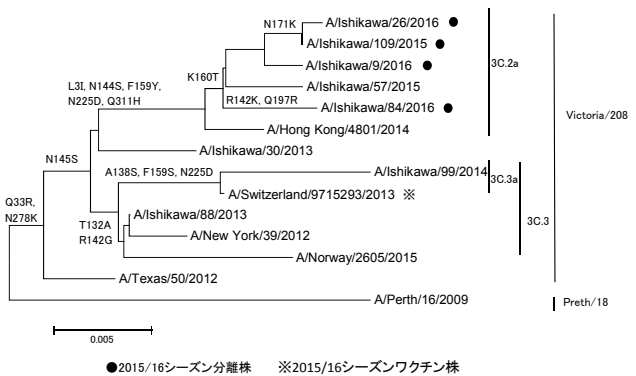 N171K
A/Ishikawa/26/2016 ●
A/Ishikawa/109/2015 ●
A/Ishikawa/9/2016 ●
3C.2a
K160T
L3I, N144S, F159Y,
N225D, Q311H
A/Ishikawa/57/2015
R142K, Q197R
A/Ishikawa/84/2016 ●
Victoria/208
A/Hong Kong/4801/2014
A/Ishikawa/30/2013
N145S
A138S, F159S, N225D
A/Ishikawa/99/2014
3C.3a
A/Switzerland/9715293/2013 ※
Q33R,
N278K
T132A
R142G
A/Ishikawa/88/2013
3C.3
A/New York/39/2012
A/Norway/2605/2015
A/Texas/50/2012
A/Perth/16/2009
Preth/18
0.005
●2015/16シーズン分離株 ※2015/16シーズンワクチン株